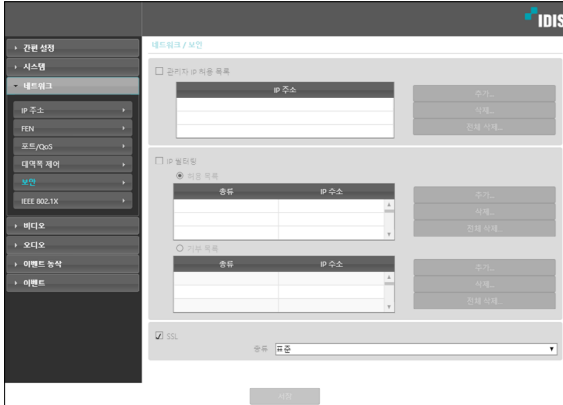 IDIS
간편 설정
시스템
네트워크
IP 주소
FEN
포트/QoS
대역폭 제어
보안
IEEE 802.1X
비디오
오디오
이벤트 동작
이벤트
네트워크 / 보안
관리자 IP 허용 목록
IP 주소
추가...
삭제...
전체 삭제...
IP 필터링
허용 목록
종류 IP 주소
추가...
삭제...
전체 삭제...
거부 목록
종류 IP 주소
추가...
삭제...
전체 삭제...
SSL
종류 표준
저장